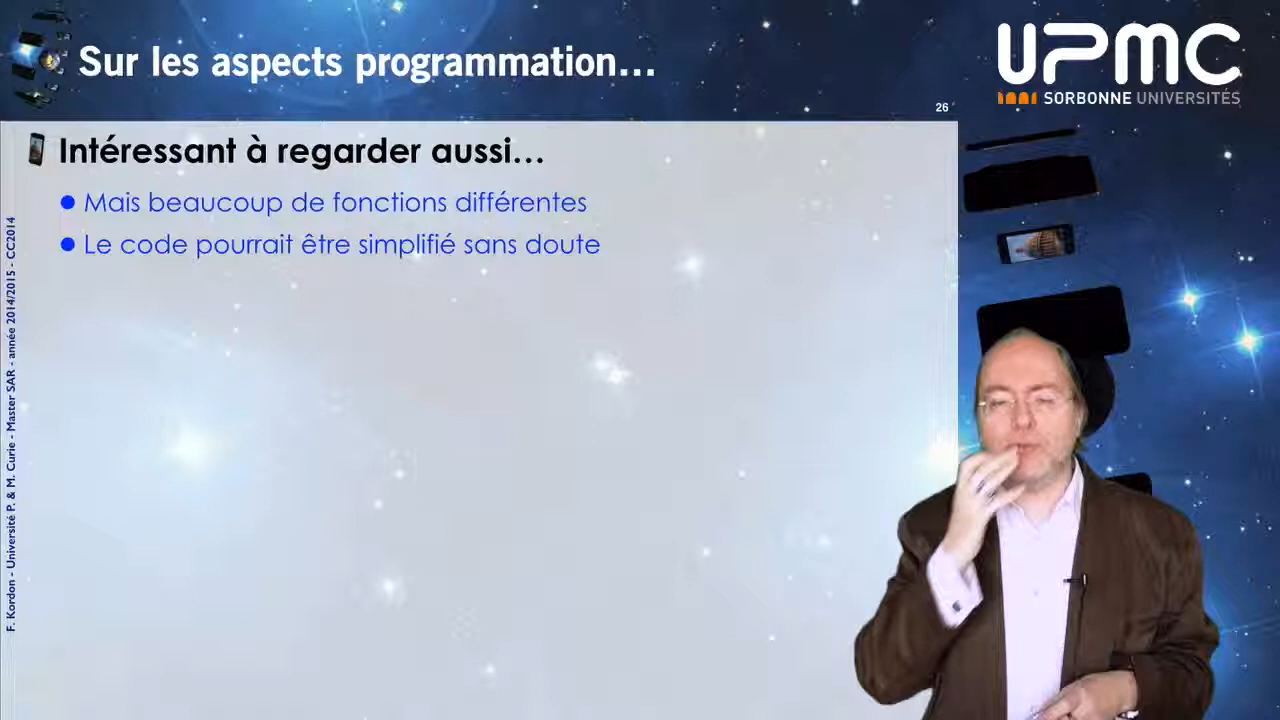 Sur les aspects programmation...
UPMC
SORBONNE UNIVERSITÉS
26
Intéressant à regarder aussi...
Mais beaucoup de fonctions différentes
Le code pourrait être simplifié sans doute
F. Kordon - Université P. & M. Curie - Master SAR - année 2014/2015 - CC2014